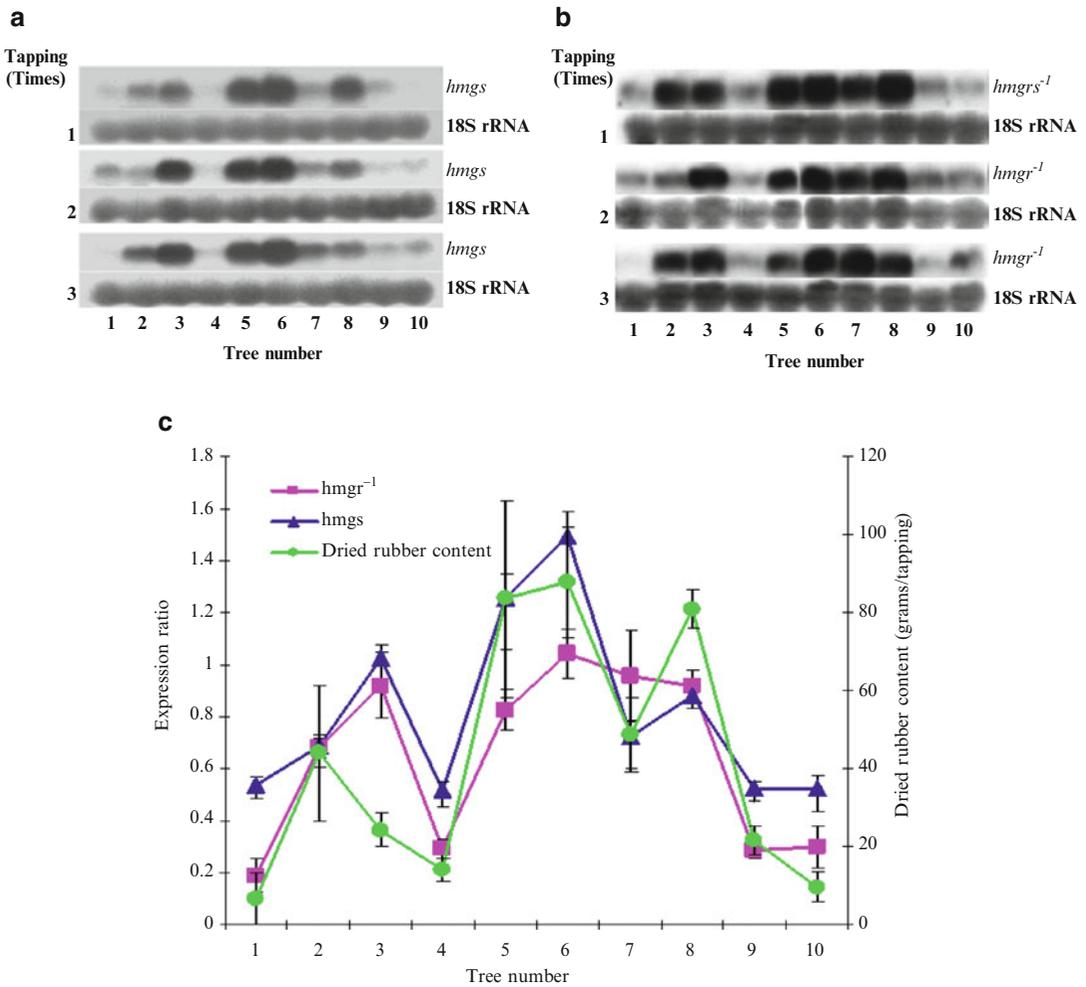 a
Tapping
(Times)
hmgs
1
18S rRNA
hmgs
2
18S rRNA
hmgs
3
18S rRNA
1 2 3 4 5 6 7 8 9 10
Tree number
b
Tapping
(Times)
hmgrs⁻¹
1
18S rRNA
hmgr⁻¹
2
18S rRNA
hmgr⁻¹
3
18S rRNA
1 2 3 4 5 6 7 8 9 10
Tree number
c
hmgr⁻¹
hmgs
Dried rubber content
Expression ratio
1.8
1.6
1.4
1.2
1
0.8
0.6
0.4
0.2
0
120
100
80
60
40
20
0
Dried rubber content (grams/tapping)
1 2 3 4 5 6 7 8 9 10
Tree number